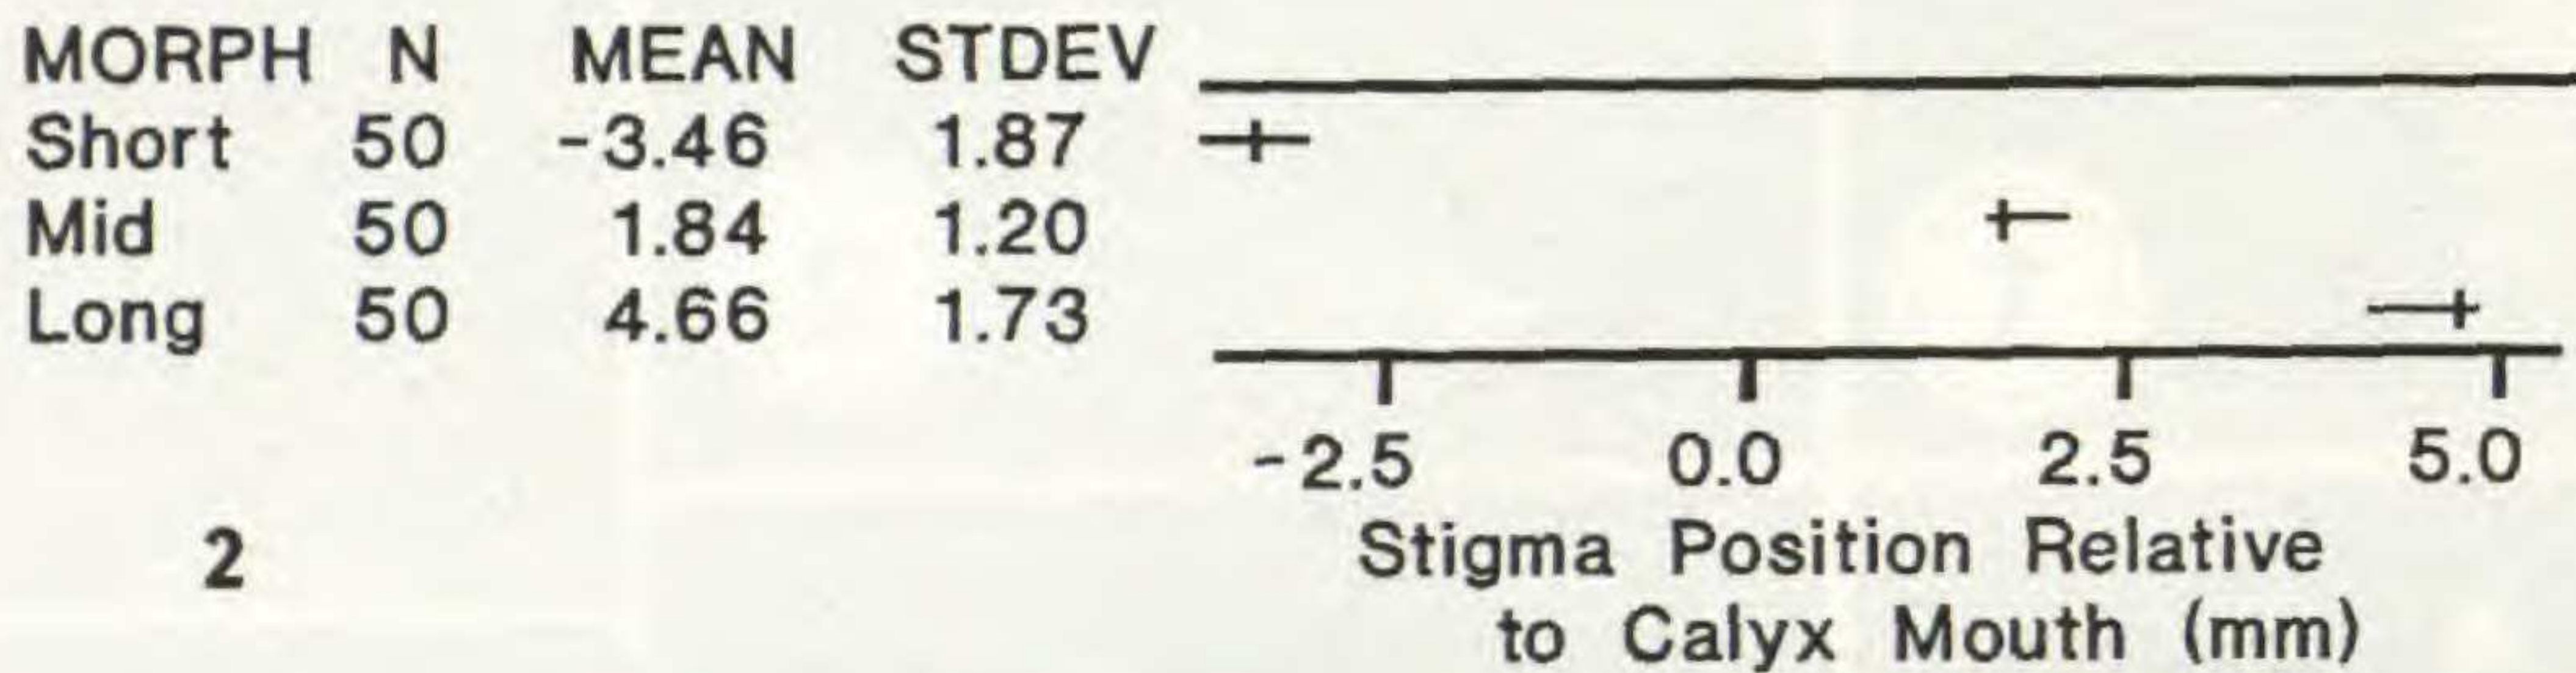 MORPH N MEAN STDEV
Short 50 -3.46 1.87
Mid 50 1.84 1.20
Long 50 4.66 1.73
-2.5 0.0 2.5 5.0
2
Stigma Position Relative
to Calyx Mouth (mm)